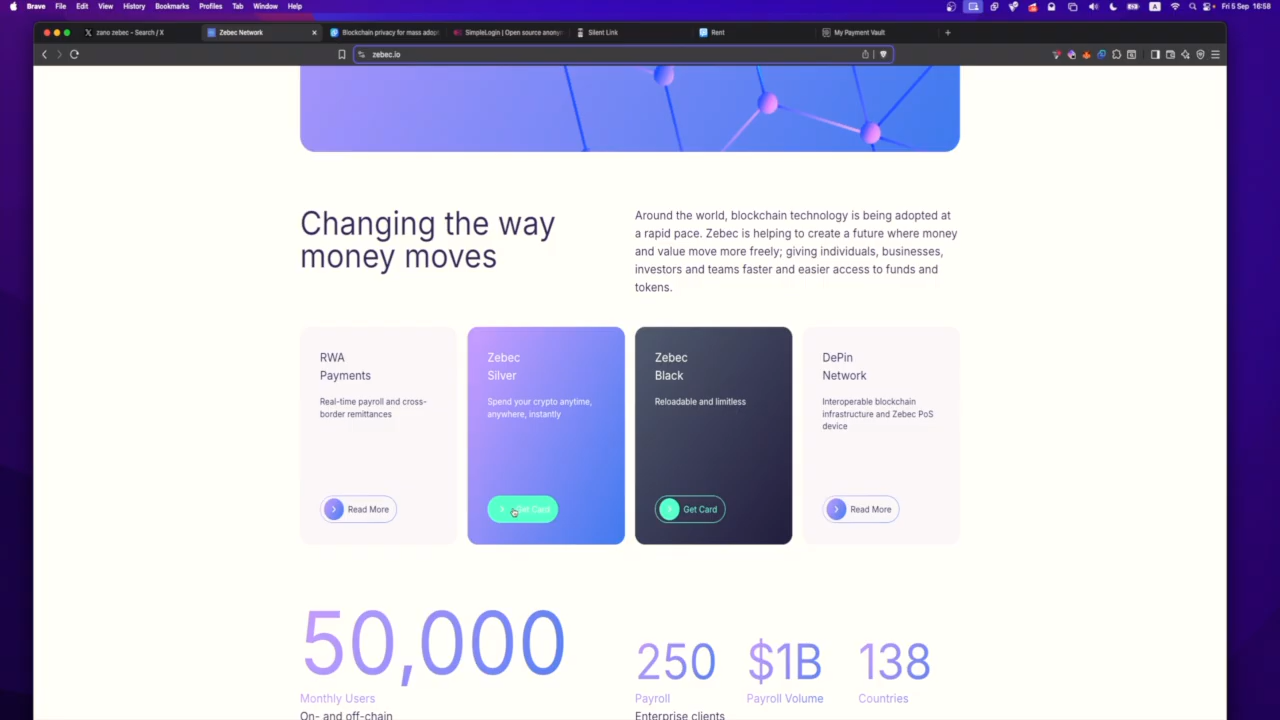 Brave File Edit View History Bookmarks Profiles Tab Window Help
A
Fri 5 Sep 16:58
zano zebec - Search / X
Zebec Network
Blockchain privacy for mass adopt
SimpleLogin | Open source anonym
Silent Link
Rent
My Payment Vault
zebec.io
Changing the way
money moves
Around the world, blockchain technology is being adopted at
a rapid pace. Zebec is helping to create a future where money
and value move more freely; giving individuals, businesses,
investors and teams faster and easier access to funds and
tokens.
RWA
Payments
Real-time payroll and cross-
border remittances
Read More
Zebec
Silver
Spend your crypto anytime,
anywhere, instantly
Get Card
Zebec
Black
Reloadable and limitless
Get Card
DePin
Network
Interoperable blockchain
infrastructure and Zebec PoS
device
Read More
50,000
Monthly Users
On- and off-chain
250
Payroll
Enterprise clients
$1B
Payroll Volume
138
Countries